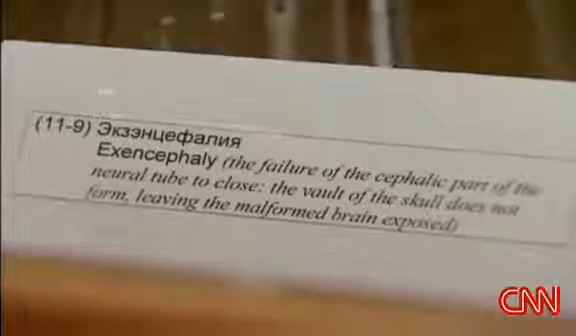 (11-9) Экзэнцефалия
Exencephaly (the failure of the cephalic part of the
neural tube to close: the vault of the skull does not
form, leaving the malformed brain exposed)
CNN